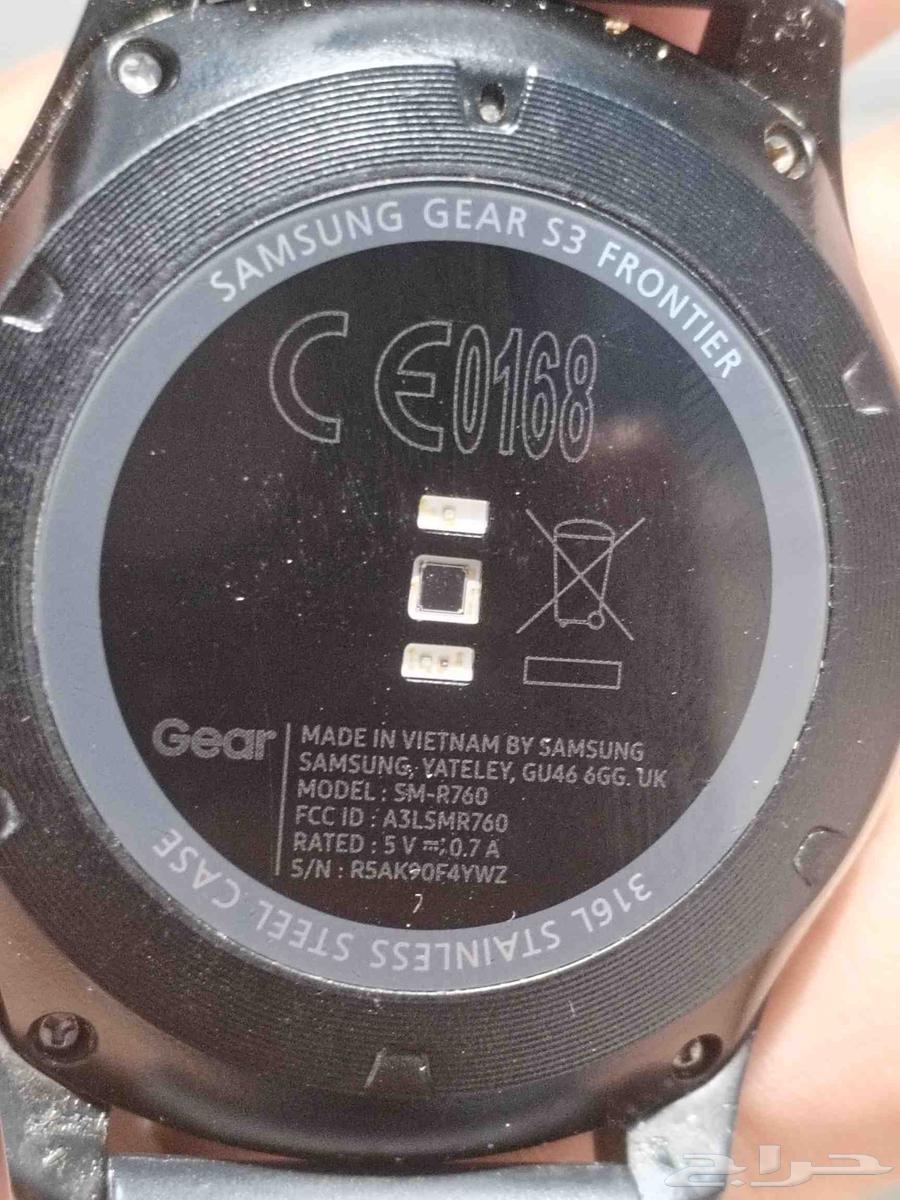 SAMSUNG GEAR S3 FRONTIER
CE0168
Gear
MADE IN VIETNAM BY SAMSUNG
SAMSUNG, YATELEY, GU46 6GG. UK
MODEL : SM-R760
FCC ID : A3LSMR760
RATED : 5 V ⎓ 0.7 A
S/N : R5AK90F4YWZ
316L STAINLESS STEEL CASE
حراج